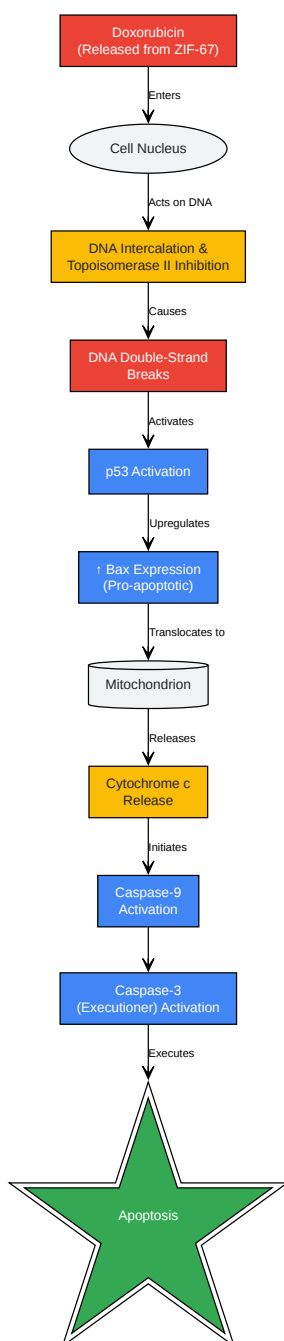 Doxorubicin
(Released from ZIF-67)
Enters
Cell Nucleus
Acts on DNA
DNA Intercalation &
Topoisomerase II Inhibition
Causes
DNA Double-Strand
Breaks
Activates
p53 Activation
Upregulates
↑ Bax Expression
(Pro-apoptotic)
Translocates to
Mitochondrion
Releases
Cytochrome c
Release
Initiates
Caspase-9
Activation
Caspase-3
(Executioner) Activation
Executes
Apoptosis